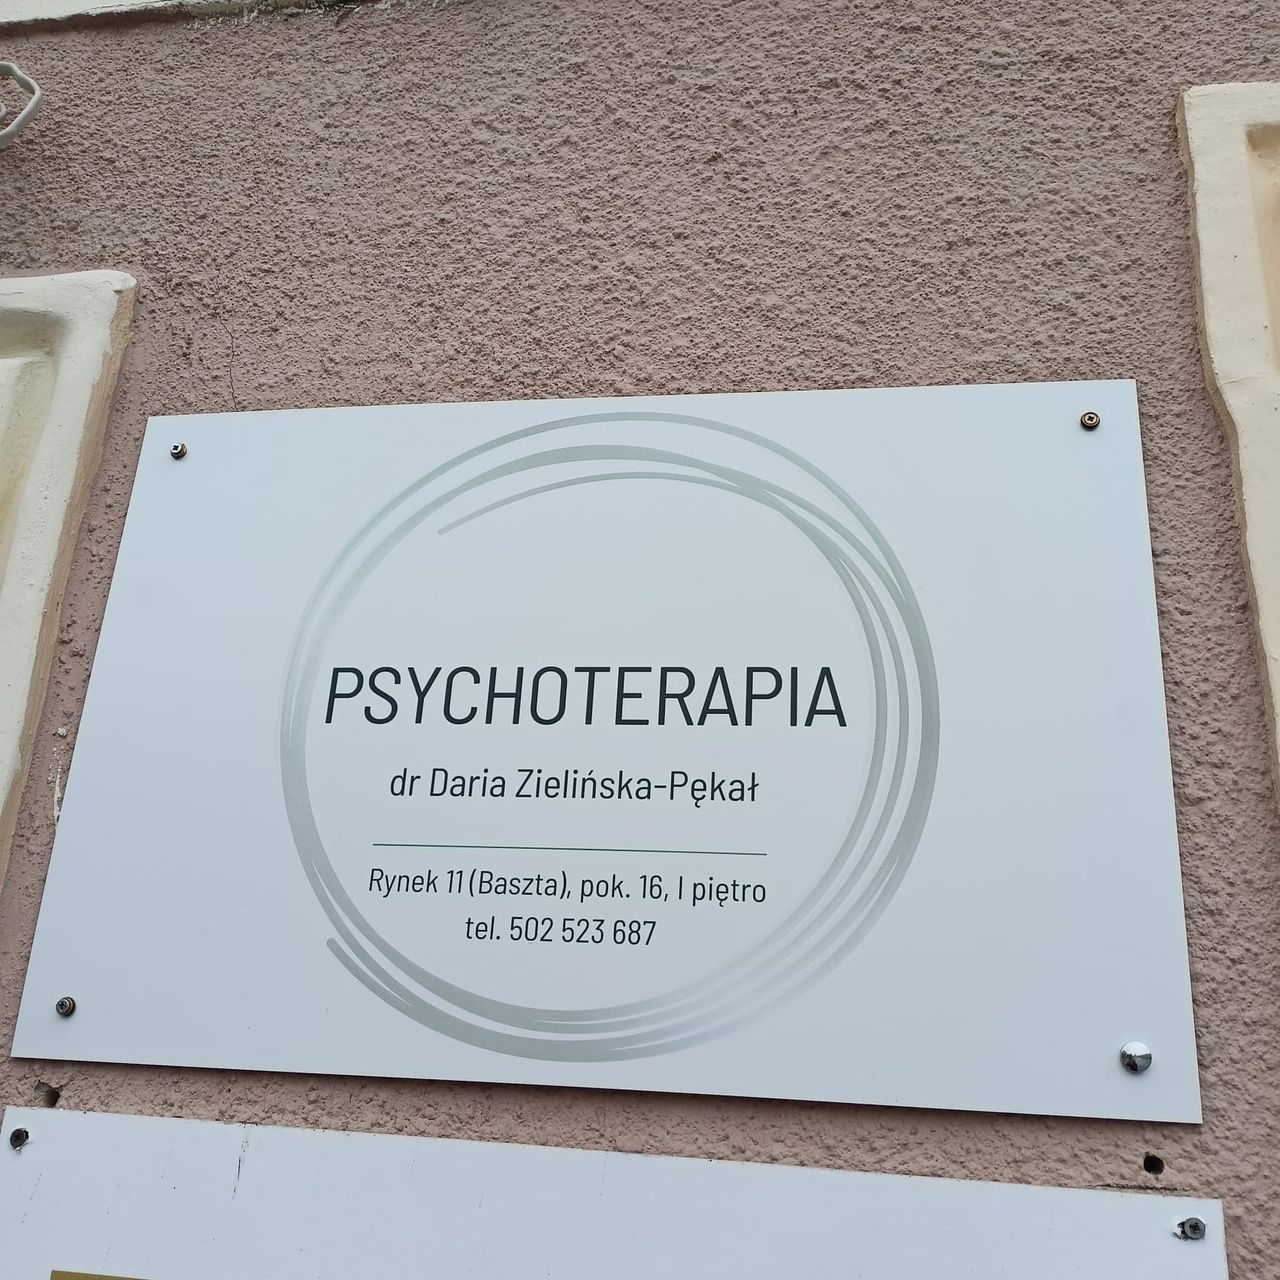 PSYCHOTERAPIA
dr Daria Zielińska-Pękał
Rynek 11 (Baszta), pok. 16, I piętro
tel. 502 523 687